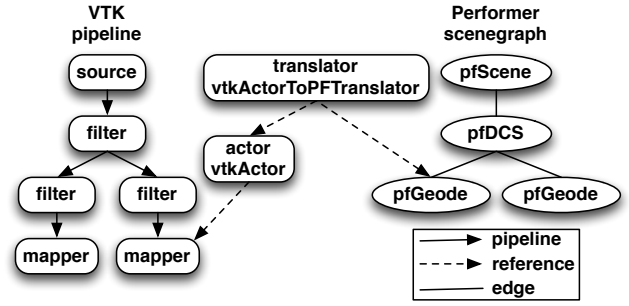 VTK
pipeline
Performer
scenegraph
source
translator
vtkActorToPFTranslator
pfScene
filter
actor
vtkActor
pfDCS
filter
filter
pfGeode
pfGeode
mapper
mapper
pipeline
reference
edge